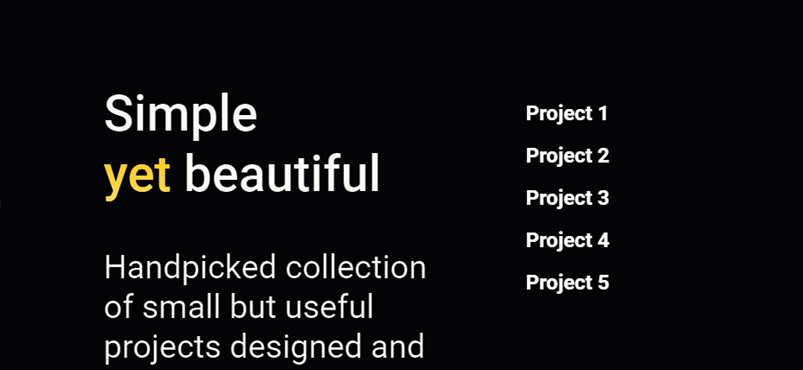 Simple
yet beautiful
Handpicked collection
of small but useful
projects designed and
Project 1
Project 2
Project 3
Project 4
Project 5